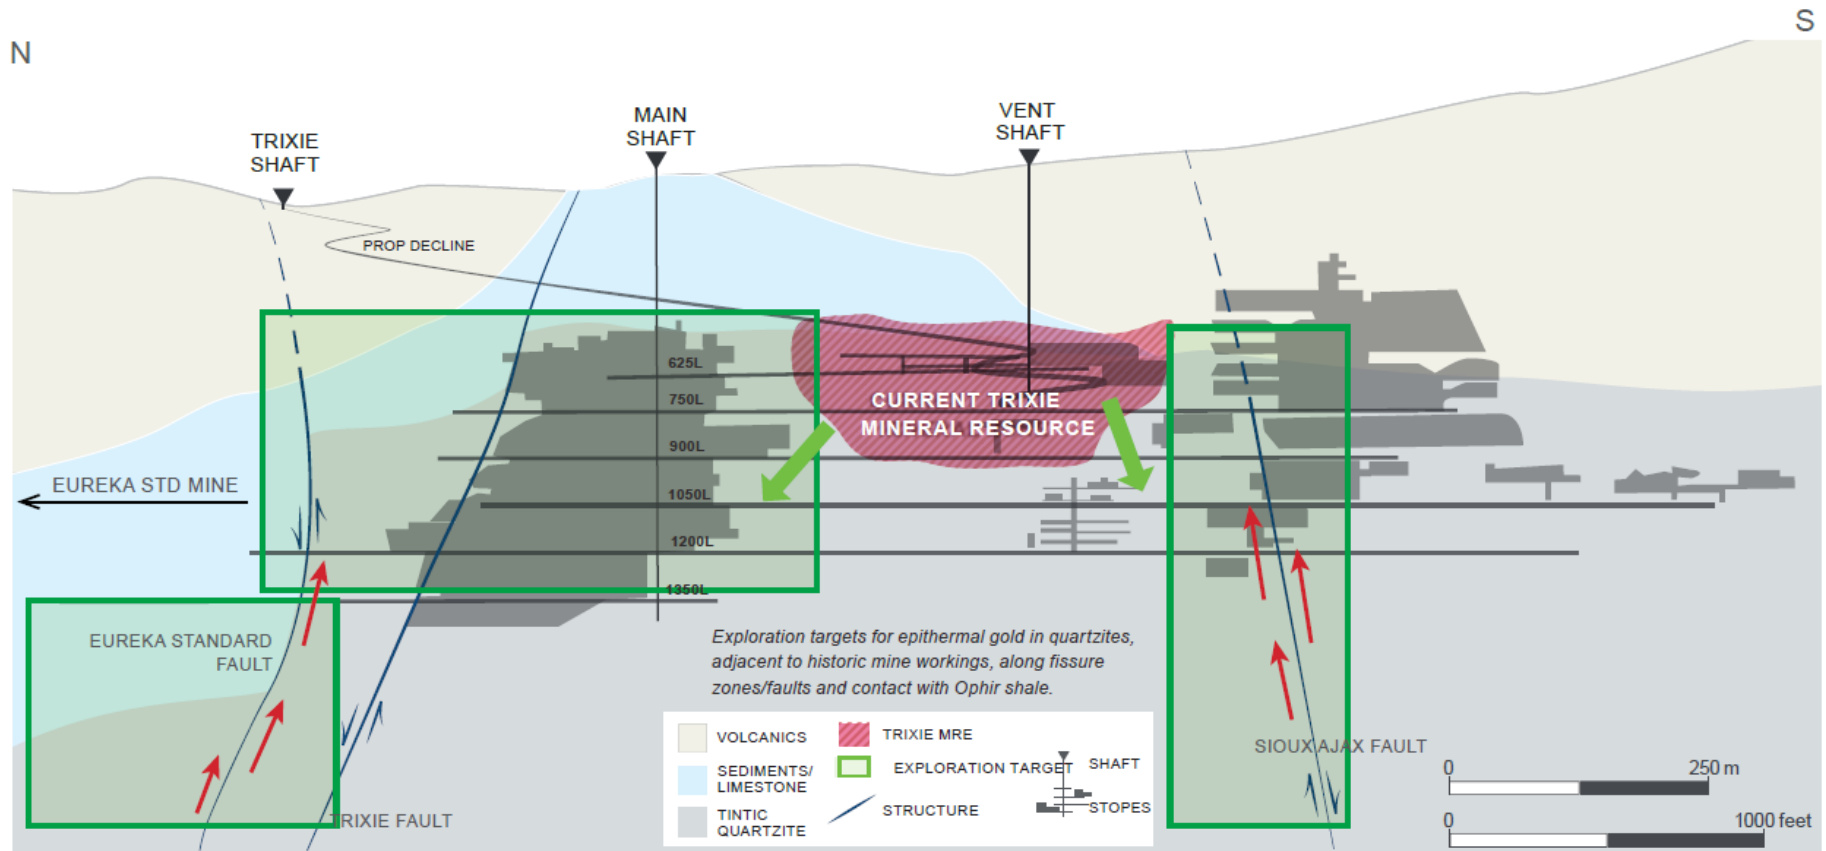 N
S
TRIXIE
SHAFT
MAIN
SHAFT
VENT
SHAFT
PROP DECLINE
625L
750L
900L
1050L
1200L
1350L
CURRENT TRIXIE
MINERAL RESOURCE
EUREKA STD MINE
EUREKA STANDARD
FAULT
TRIXIE FAULT
SIOUX AJAX FAULT
Exploration targets for epithermal gold in quartzites,
adjacent to historic mine workings, along fissure
zones/faults and contact with Ophir shale.
VOLCANICS
SEDIMENTS/
LIMESTONE
TINTIC
QUARTZITE
TRIXIE MRE
EXPLORATION TARGET
STRUCTURE
SHAFT
STOPES
0 250 m
0 1000 feet